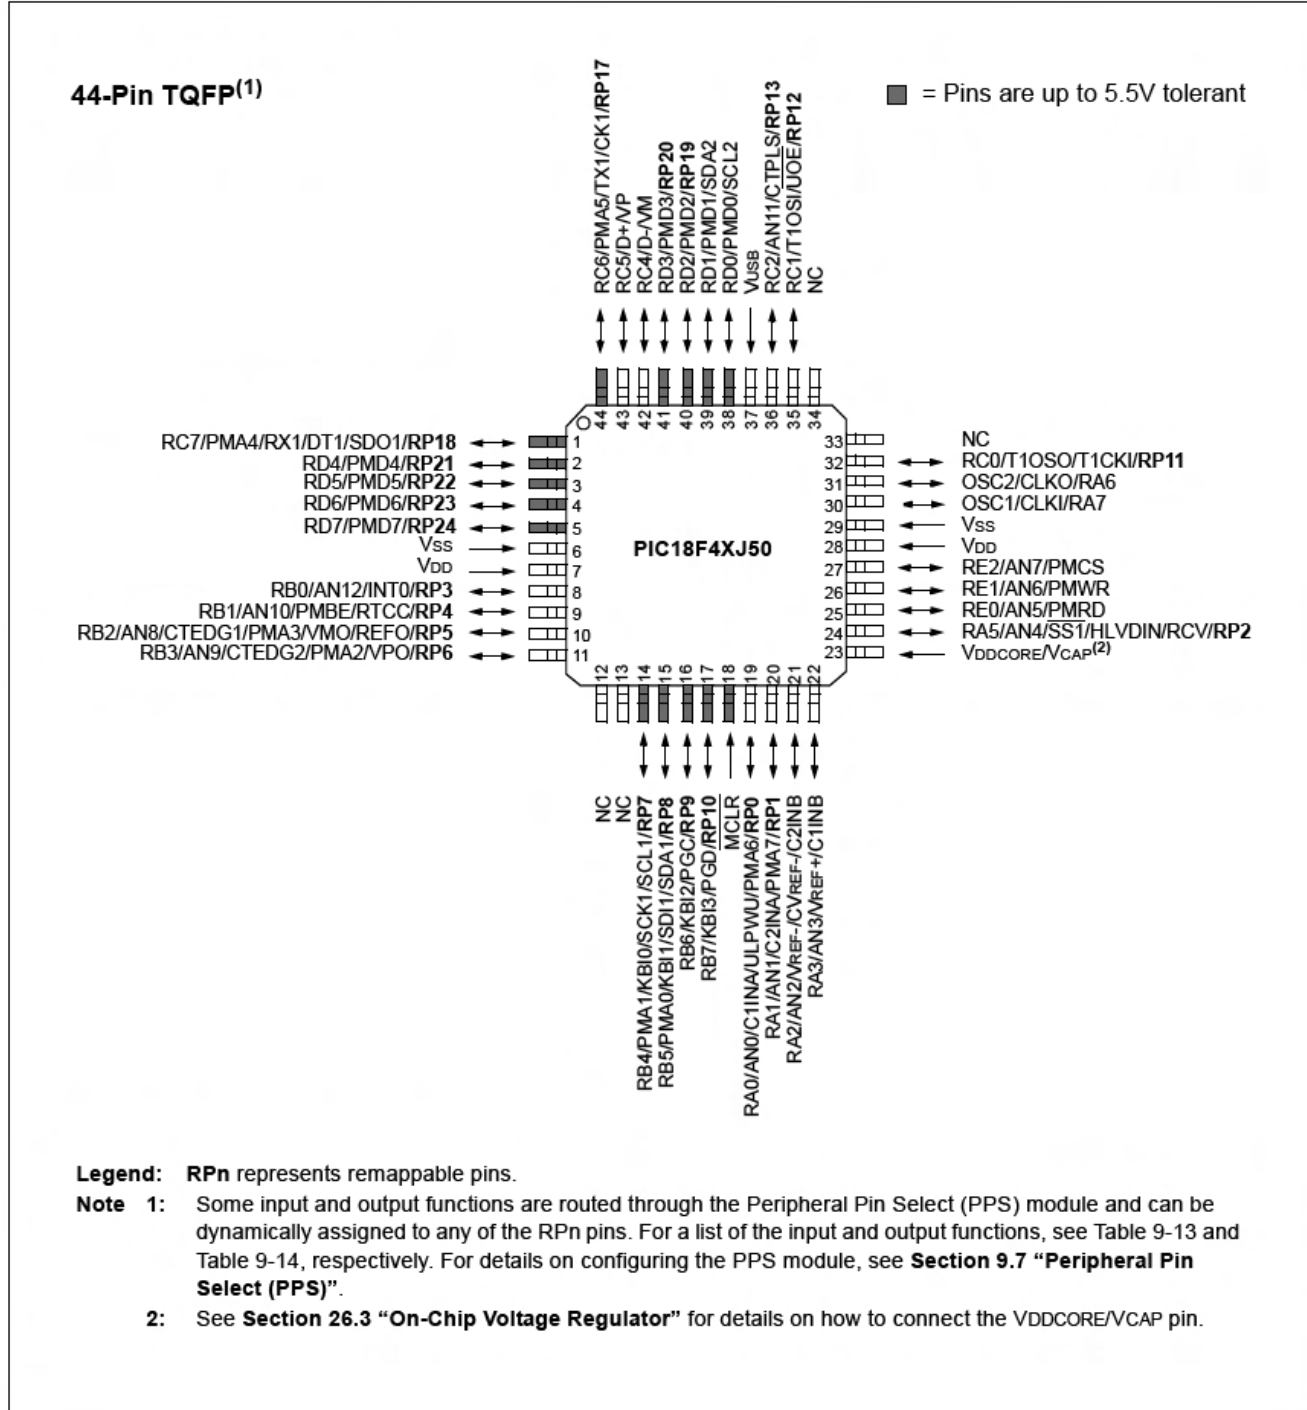 44-Pin TQFP(1)
= Pins are up to 5.5V tolerant
RC6/PMA5/TX1/CK1/RP17
RC5/D+/VP
RC4/D-/VM
RD3/PMD3/RP20
RD2/PMD2/RP19
RD1/PMD1/SDA2
RD0/PMD0/SCL2
VUSB
RC2/AN11/CTPLS/RP13
RC1/T1OSI/UOE/RP12
NC
44 43 42 41 40 39 38 37 36 35 34
RC7/PMA4/RX1/DT1/SDO1/RP18 1
RD4/PMD4/RP21 2
RD5/PMD5/RP22 3
RD6/PMD6/RP23 4
RD7/PMD7/RP24 5
VSS 6
VDD 7
RB0/AN12/INT0/RP3 8
RB1/AN10/PMBE/RTCC/RP4 9
RB2/AN8/CTEDG1/PMA3/VMO/REFO/RP5 10
RB3/AN9/CTEDG2/PMA2/VPO/RP6 11
PIC18F4XJ50
33 NC
32 RC0/T1OSO/T1CKI/RP11
31 OSC2/CLKO/RA6
30 OSC1/CLKI/RA7
29 VSS
28 VDD
27 RE2/AN7/PMCS
26 RE1/AN6/PMWR
25 RE0/AN5/PMRD
24 RA5/AN4/SS1/HLVDIN/RCV/RP2
23 VDDCORE/VCAP(2)
12 13 14 15 16 17 18 19 20 21 22
NC
NC
RB4/PMA1/KBI0/SCK1/SCL1/RP7
RB5/PMA0/KBI1/SDI1/SDA1/RP8
RB6/KBI2/PGC/RP9
RB7/KBI3/PGD/RP10
MCLR
RA0/AN0/C1INA/ULPWU/PMA6/RP0
RA1/AN1/C2INA/PMA7/RP1
RA2/AN2/VREF-/CVREF-/C2INB
RA3/AN3/VREF+/C1INB
Legend: RPn represents remappable pins.
Note 1: Some input and output functions are routed through the Peripheral Pin Select (PPS) module and can be
dynamically assigned to any of the RPn pins. For a list of the input and output functions, see Table 9-13 and
Table 9-14, respectively. For details on configuring the PPS module, see Section 9.7 “Peripheral Pin
Select (PPS)”.
2: See Section 26.3 “On-Chip Voltage Regulator” for details on how to connect the VDDCORE/VCAP pin.